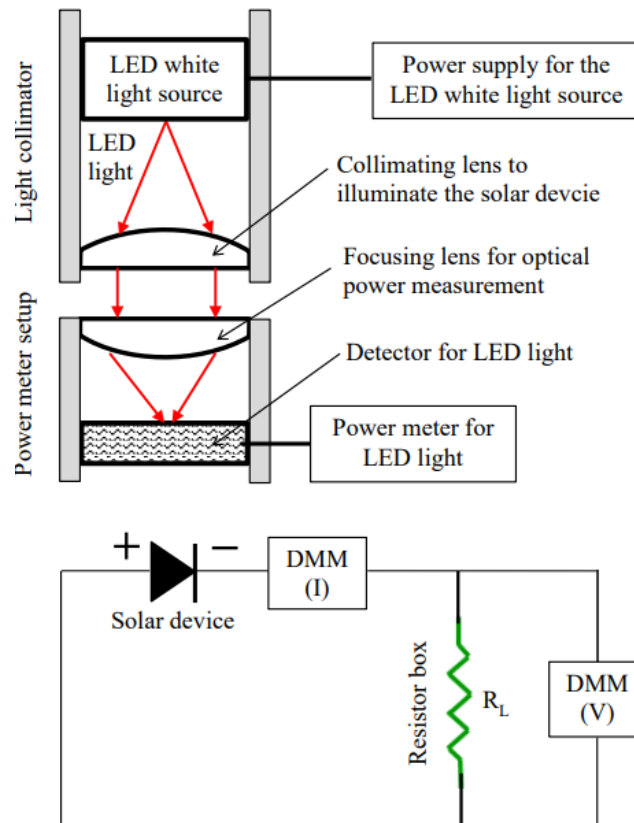 Light collimator
LED white
light source
Power supply for the
LED white light source
LED
light
Collimating lens to
illuminate the solar devcie
Focusing lens for optical
power measurement
Power meter setup
Detector for LED light
Power meter for
LED light
+
−
DMM
(I)
Solar device
Resistor box
R_L
DMM
(V)